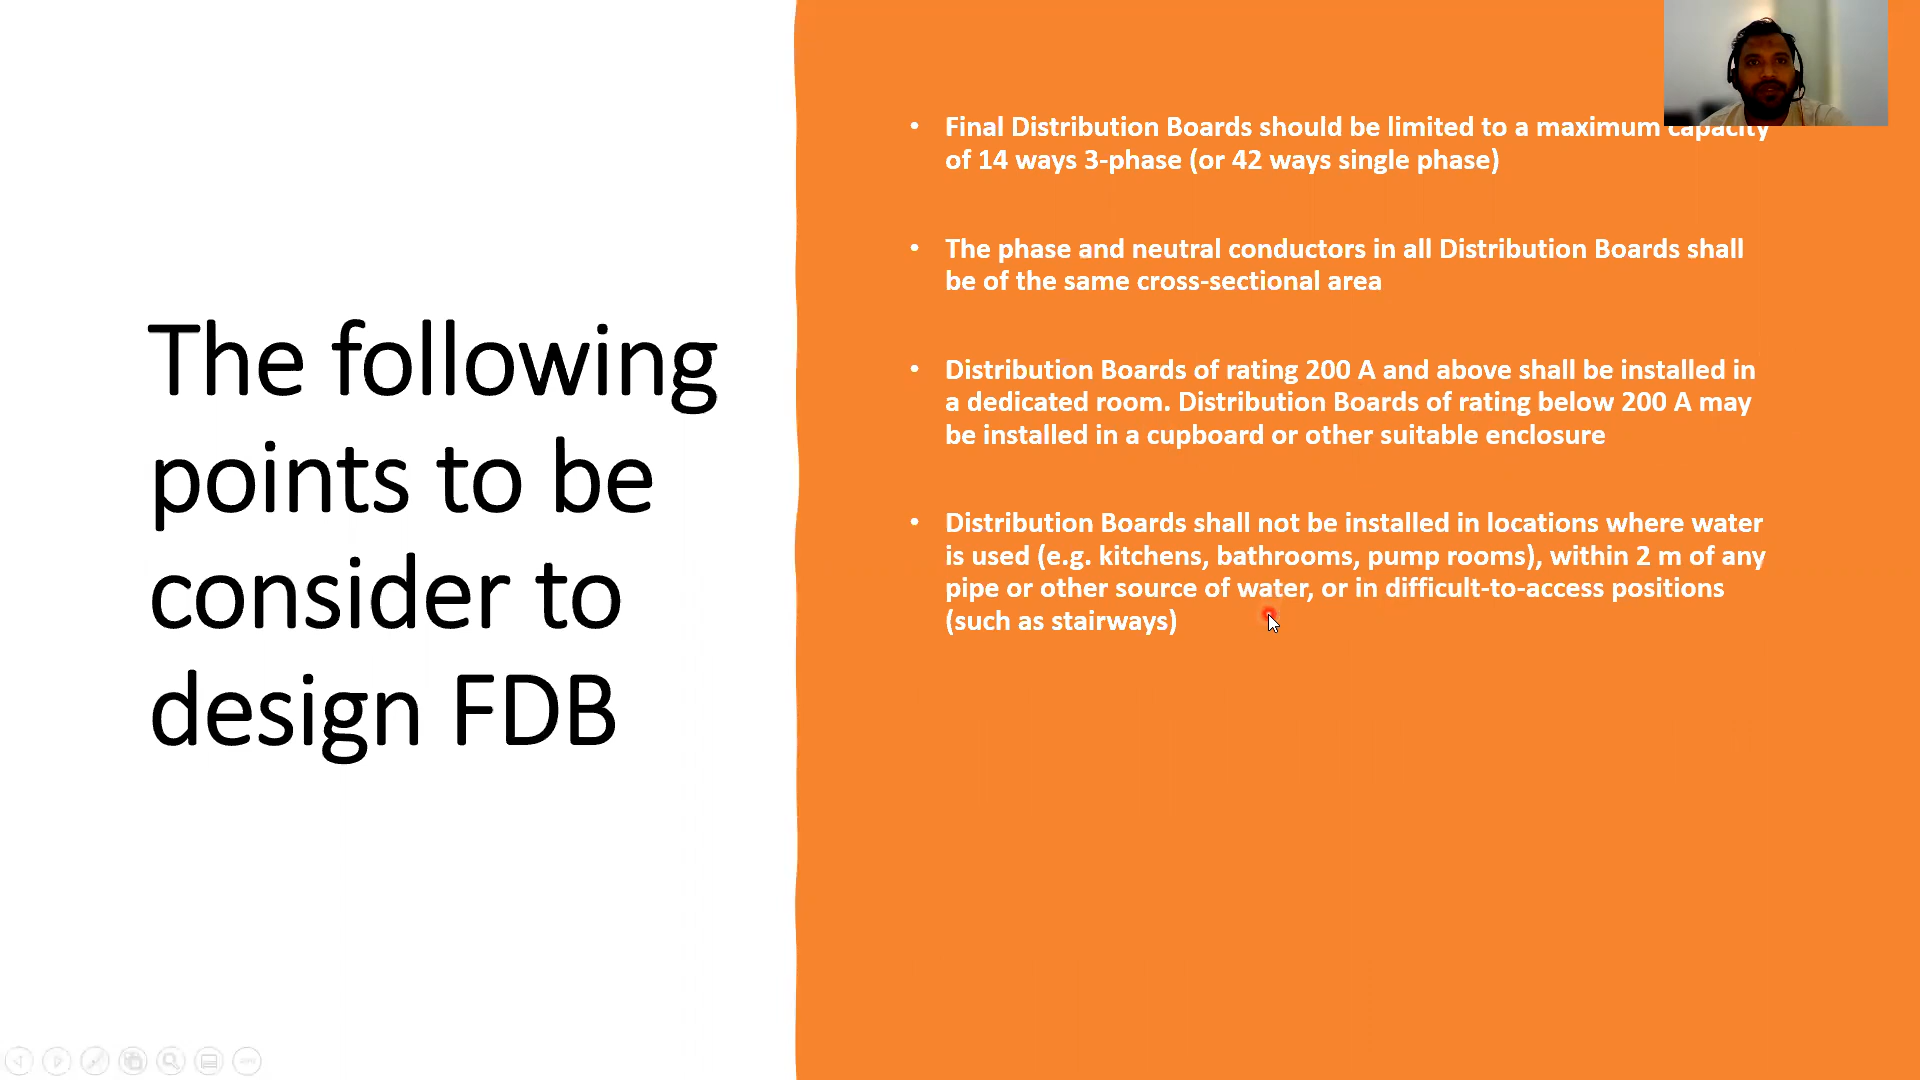 The following
points to be
consider to
design FDB
• Final Distribution Boards should be limited to a maximum capacity
of 14 ways 3-phase (or 42 ways single phase)
• The phase and neutral conductors in all Distribution Boards shall
be of the same cross-sectional area
• Distribution Boards of rating 200 A and above shall be installed in
a dedicated room. Distribution Boards of rating below 200 A may
be installed in a cupboard or other suitable enclosure
• Distribution Boards shall not be installed in locations where water
is used (e.g. kitchens, bathrooms, pump rooms), within 2 m of any
pipe or other source of water, or in difficult-to-access positions
(such as stairways)